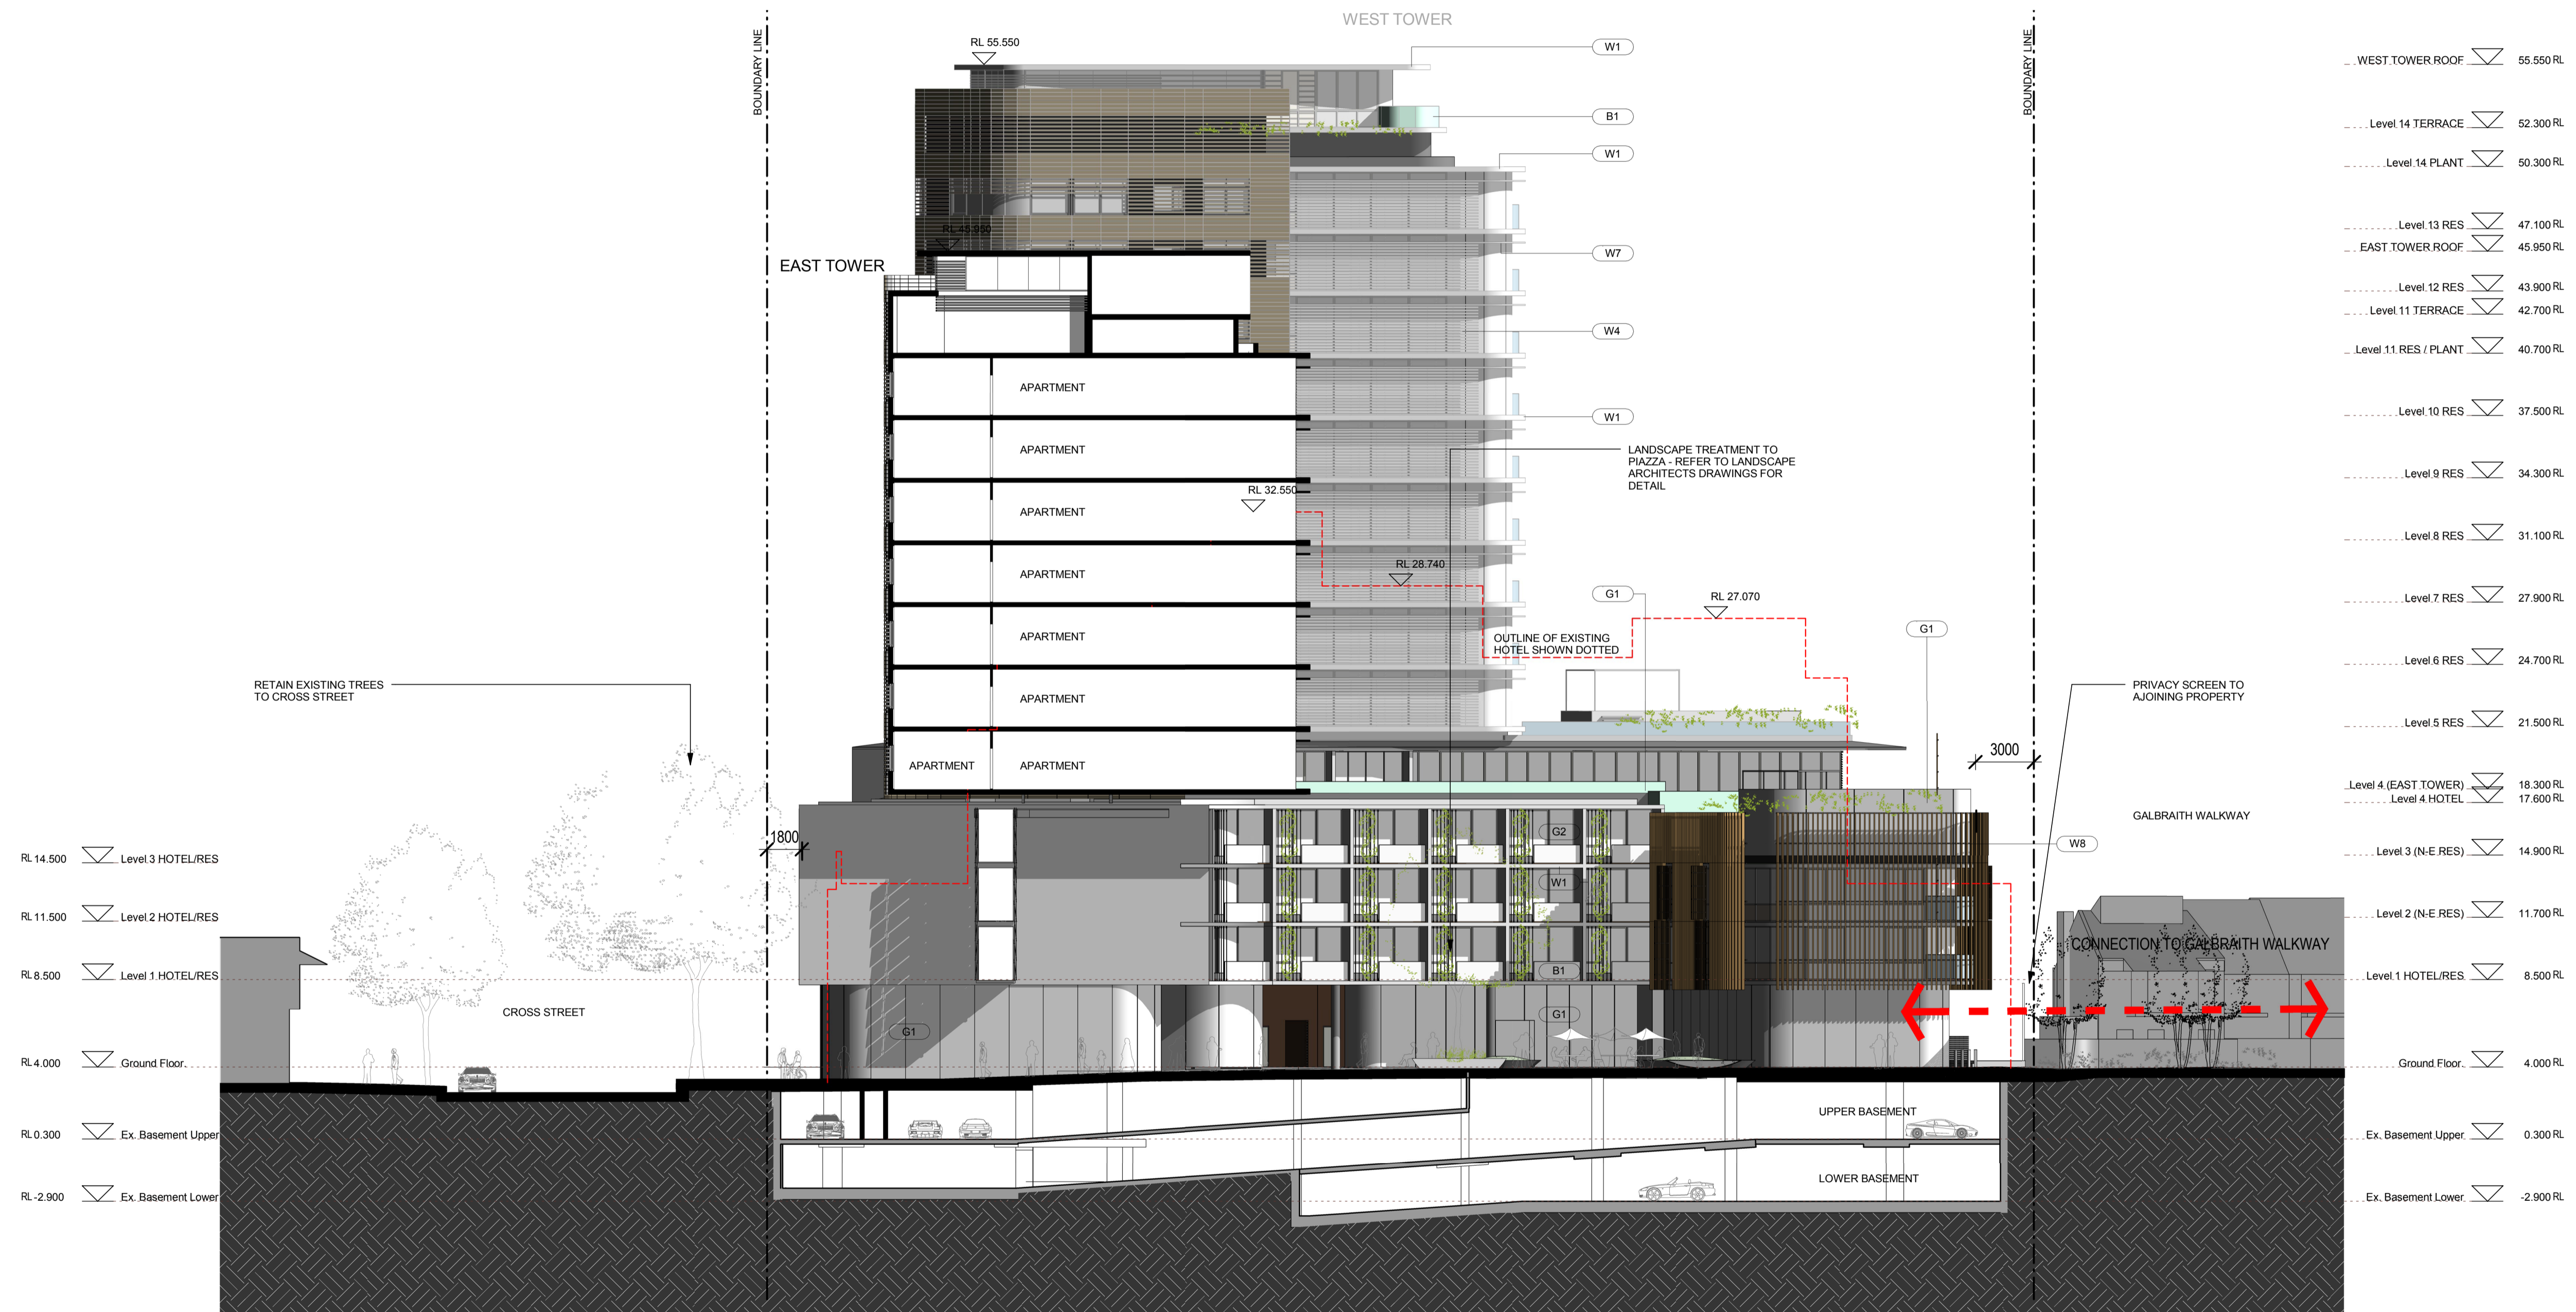 WEST TOWER
BOUNDARY LINE
BOUNDARY LINE
RL 55.550
W1
WEST TOWER ROOF 55.550 RL
B1
Level 14 TERRACE 52.300 RL
W1
Level 14 PLANT 50.300 RL
Level 13 RES 47.100 RL
RL 45.950
EAST TOWER ROOF 45.950 RL
W7
EAST TOWER
Level 12 RES 43.900 RL
Level 11 TERRACE 42.700 RL
W4
Level 11 RES / PLANT 40.700 RL
APARTMENT
W1
Level 10 RES 37.500 RL
APARTMENT
LANDSCAPE TREATMENT TO
PIAZZA - REFER TO LANDSCAPE
ARCHITECTS DRAWINGS FOR
DETAIL
Level 9 RES 34.300 RL
RL 32.550
APARTMENT
Level 8 RES 31.100 RL
RL 28.740
APARTMENT
G1
RL 27.070
Level 7 RES 27.900 RL
G1
APARTMENT
OUTLINE OF EXISTING
HOTEL SHOWN DOTTED
Level 6 RES 24.700 RL
RETAIN EXISTING TREES
TO CROSS STREET
APARTMENT
PRIVACY SCREEN TO
AJOINING PROPERTY
Level 5 RES 21.500 RL
3000
APARTMENT APARTMENT
Level 4 (EAST TOWER) 18.300 RL
Level 4 HOTEL 17.600 RL
GALBRAITH WALKWAY
1800
G2
W8
RL 14.500 Level 3 HOTEL/RES
Level 3 (N-E RES) 14.900 RL
W1
RL 11.500 Level 2 HOTEL/RES
Level 2 (N-E RES) 11.700 RL
CONNECTION TO GALBRAITH WALKWAY
RL 8.500 Level 1 HOTEL/RES
B1
Level 1 HOTEL/RES 8.500 RL
CROSS STREET
G1
G1
RL 4.000 Ground Floor
Ground Floor 4.000 RL
UPPER BASEMENT
RL 0.300 Ex. Basement Upper
Ex. Basement Upper 0.300 RL
LOWER BASEMENT
RL -2.900 Ex. Basement Lower
Ex. Basement Lower -2.900 RL